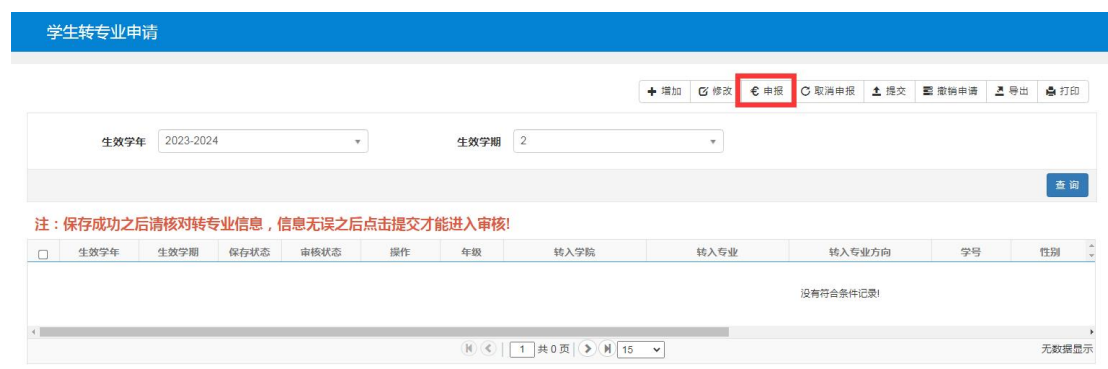 学生转专业申请
增加 修改 申报 取消申报 提交 撤销申请 导出 打印
生效学年 2023-2024 生效学期 2
查询
注：保存成功之后请核对转专业信息，信息无误之后点击提交才能进入审核!
生效学年 生效学期 保存状态 审核状态 操作 年级 转入学院 转入专业 转入专业方向 学号 性别
没有符合条件记录!
1 共 0 页 15 无数据显示